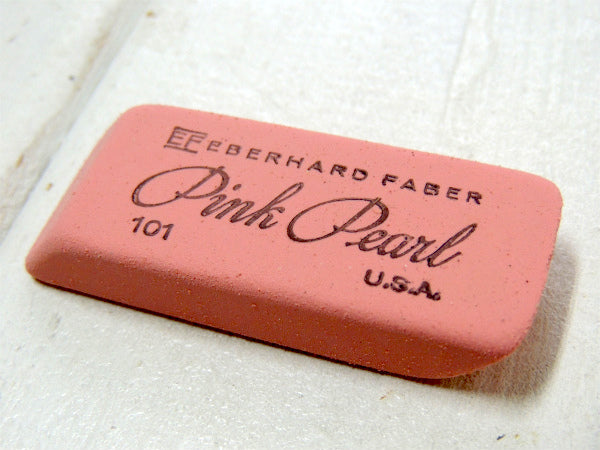 EF EBERHARD FABER
Pink Pearl
101
U.S.A.